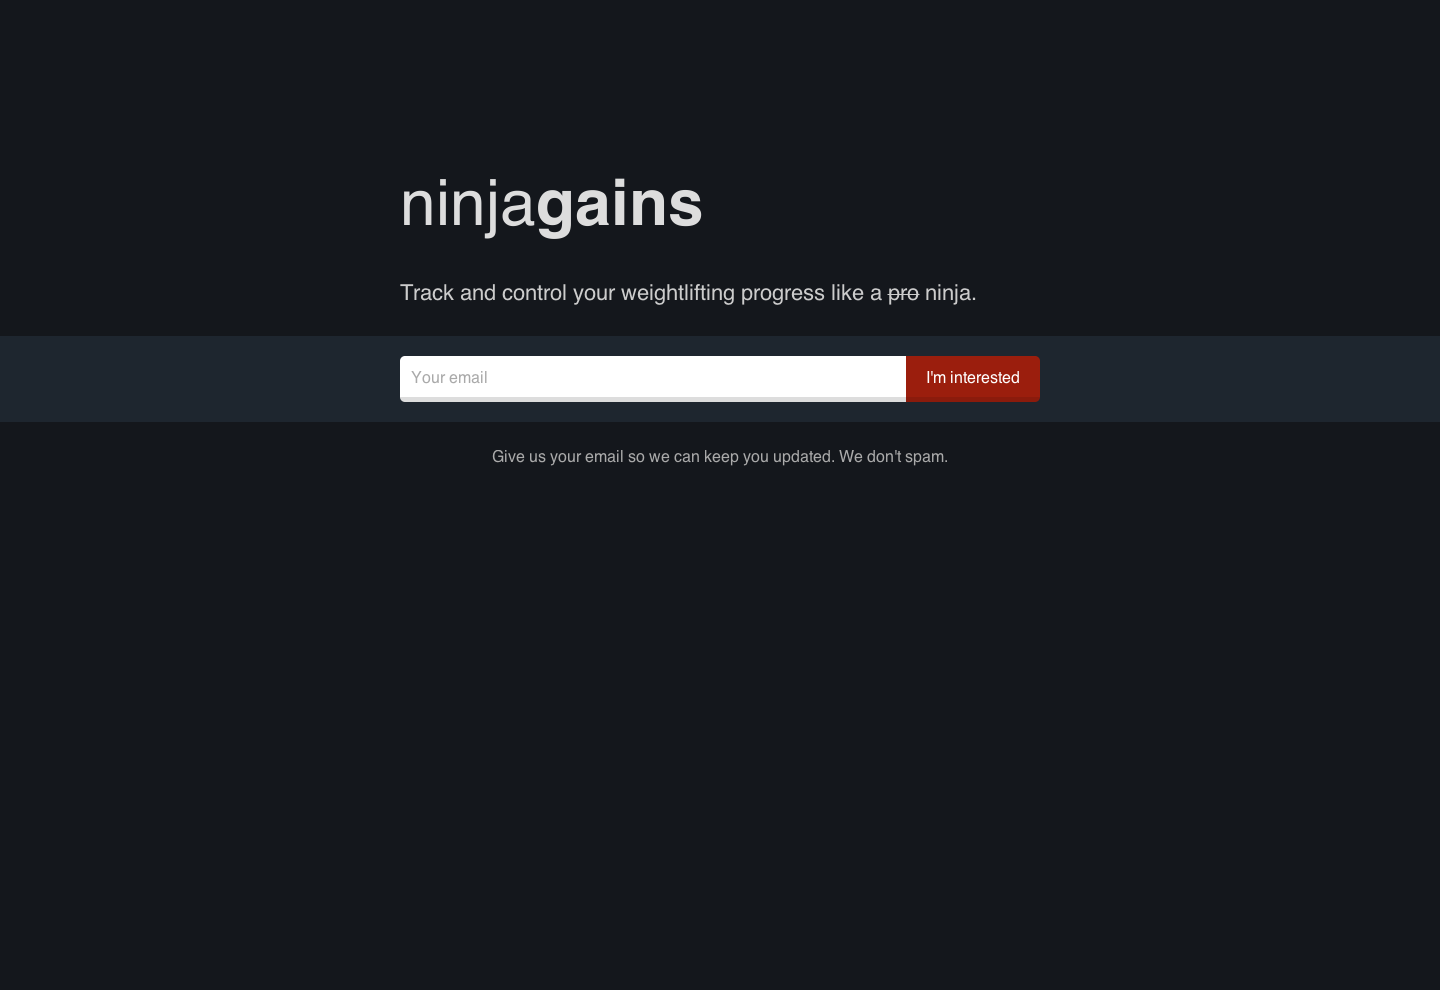 ninjagains
Track and control your weightlifting progress like a pro ninja.
Your email
I'm interested
Give us your email so we can keep you updated. We don't spam.